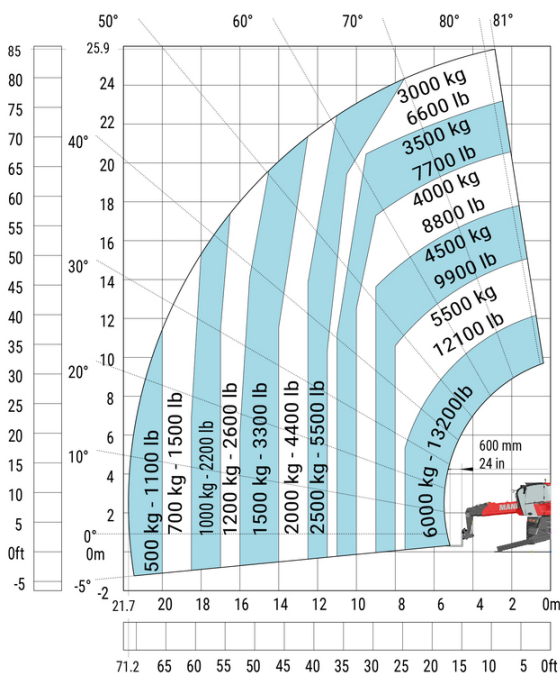 50°
60°
70°
80°
81°
85
80
75
70
65
60
55
50
45
40
35
30
25
20
15
10
5
0ft
-5
25.9
24
22
20
18
16
14
12
10
8
6
4
2
0m
-2
40°
30°
20°
10°
0°
-5°
3000 kg
6600 lb
3500 kg
7700 lb
4000 kg
8800 lb
4500 kg
9900 lb
5500 kg
12100 lb
6000 kg - 13200lb
500 kg - 1100 lb
700 kg - 1500 lb
1000 kg - 2200 lb
1200 kg - 2600 lb
1500 kg - 3300 lb
2000 kg - 4400 lb
2500 kg - 5500 lb
600 mm
24 in
MANI
21.7 20 18 16 14 12 10 8 6 4 2 0m
71.2 65 60 55 50 45 40 35 30 25 20 15 10 5 0ft